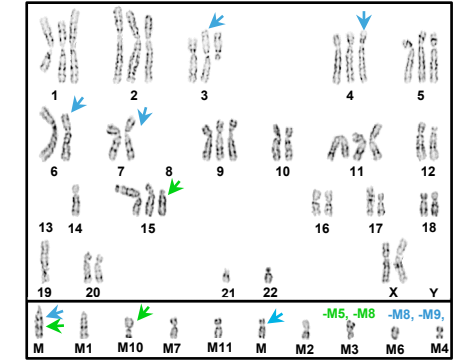 1 2 3 4 5
6 7 8 9 10 11 12
13 14 15 16 17 18
19 20 21 22 X Y
-M5, -M8 -M8, -M9,
M M1 M10 M7 M11 M M2 M3 M6 M4